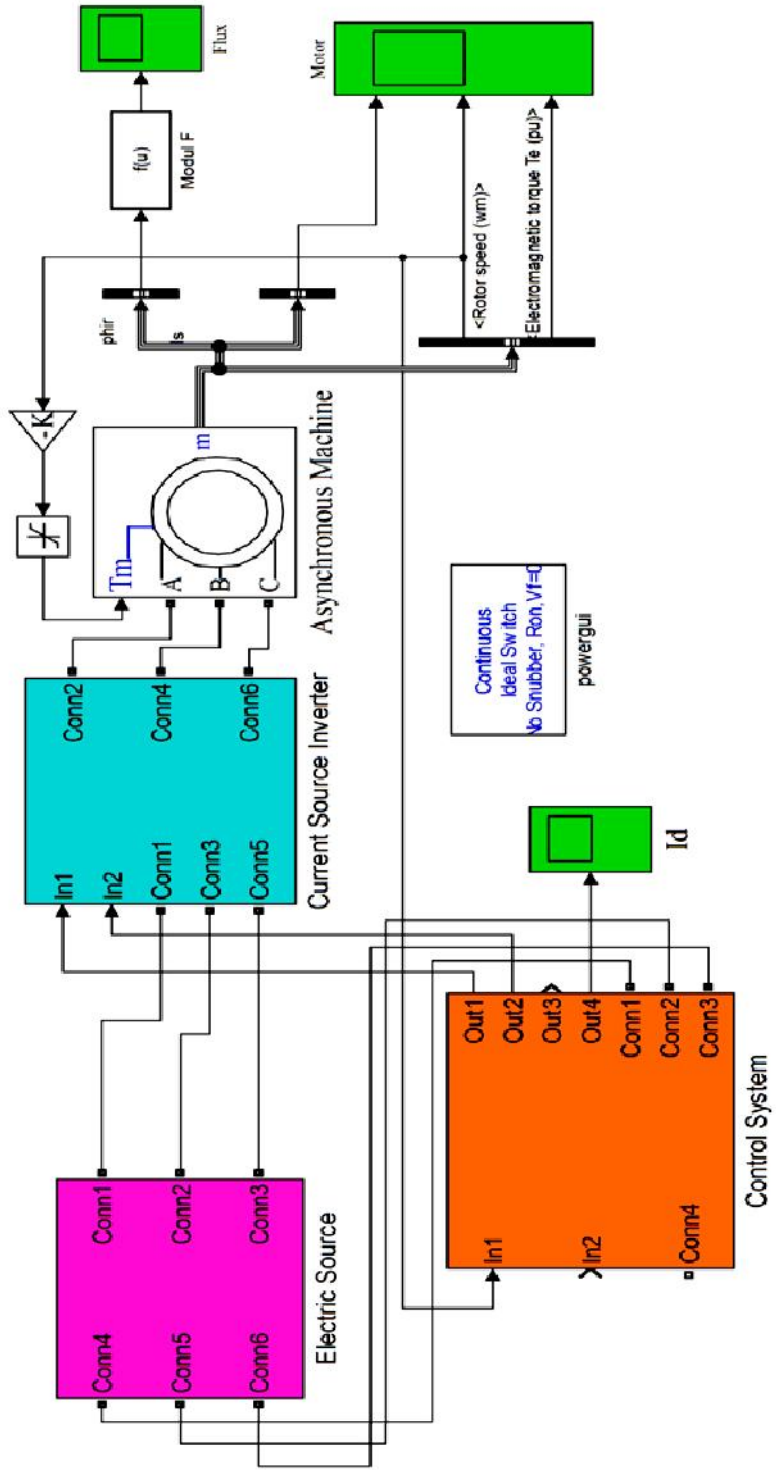 Conn4
Conn5
Conn6
Conn1
Conn2
Conn3
Electric Source
In1
In2
Conn1
Conn3
Conn5
Conn2
Conn4
Conn6
Current Source Inverter
Tm
A
B
C
m
Asynchronous Machine
-K
phir
is
f(u)
Modul F
Flux
Motor
<Rotor speed (wm)>
<Electromagnetic torque Te (pu)>
Continuous
Ideal Switch
No Snubber, Ron,Vf=0
powergui
In1
In2
Conn4
Out1
Out2
Out3
Out4
Conn1
Conn2
Conn3
Control System
Id